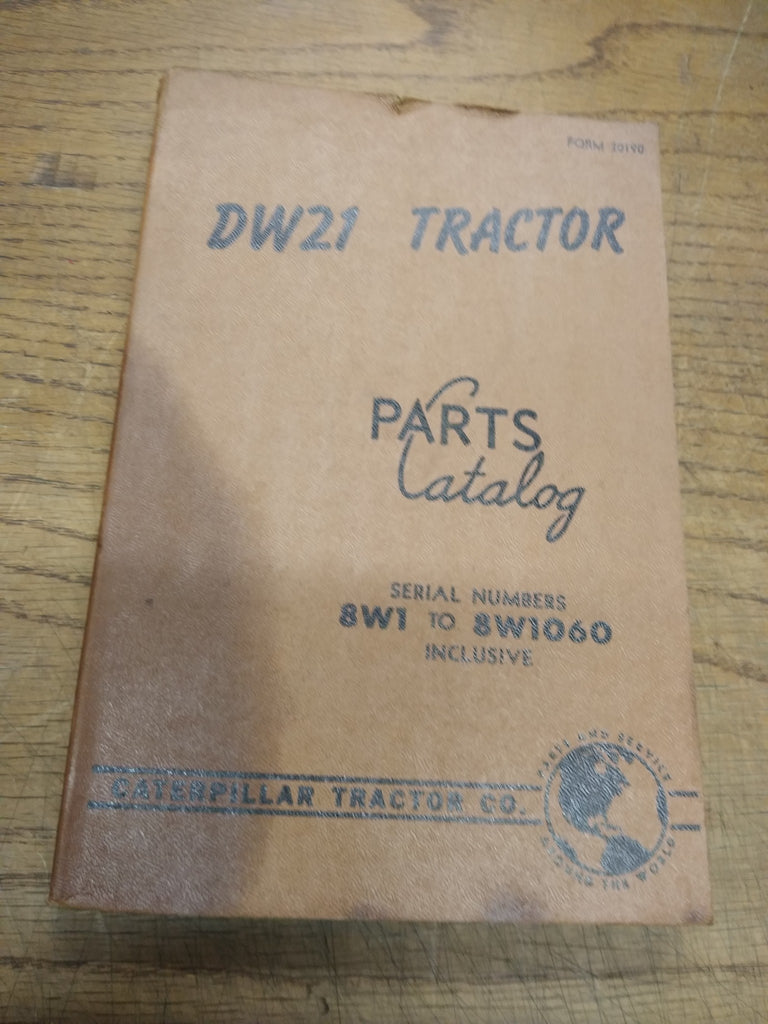 FORM 30190
DW21 TRACTOR
PARTS
Catalog
SERIAL NUMBERS
8W1 TO 8W1060
INCLUSIVE
CATERPILLAR TRACTOR CO.
PARTS AND SERVICE
AROUND THE WORLD